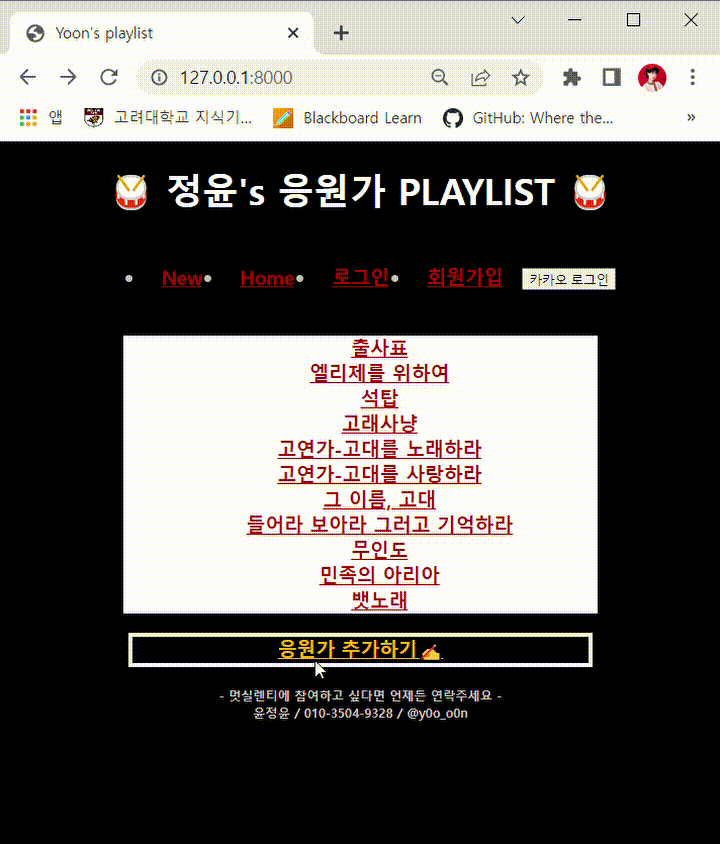 Yoon's playlist
127.0.0.1:8000
앱 고려대학교 지식기... Blackboard Learn GitHub: Where the... »
정윤's 응원가 PLAYLIST
New Home 로그인 회원가입 카카오 로그인
출사표
엘리제를 위하여
석탑
고래사냥
고연가-고대를 노래하라
고연가-고대를 사랑하라
그 이름, 고대
들어라 보아라 그러고 기억하라
무인도
민족의 아리아
뱃노래
응원가 추가하기✍
- 멋실렌티에 참여하고 싶다면 언제든 연락주세요 -
윤정윤 / 010-3504-9328 / @y0o_o0n